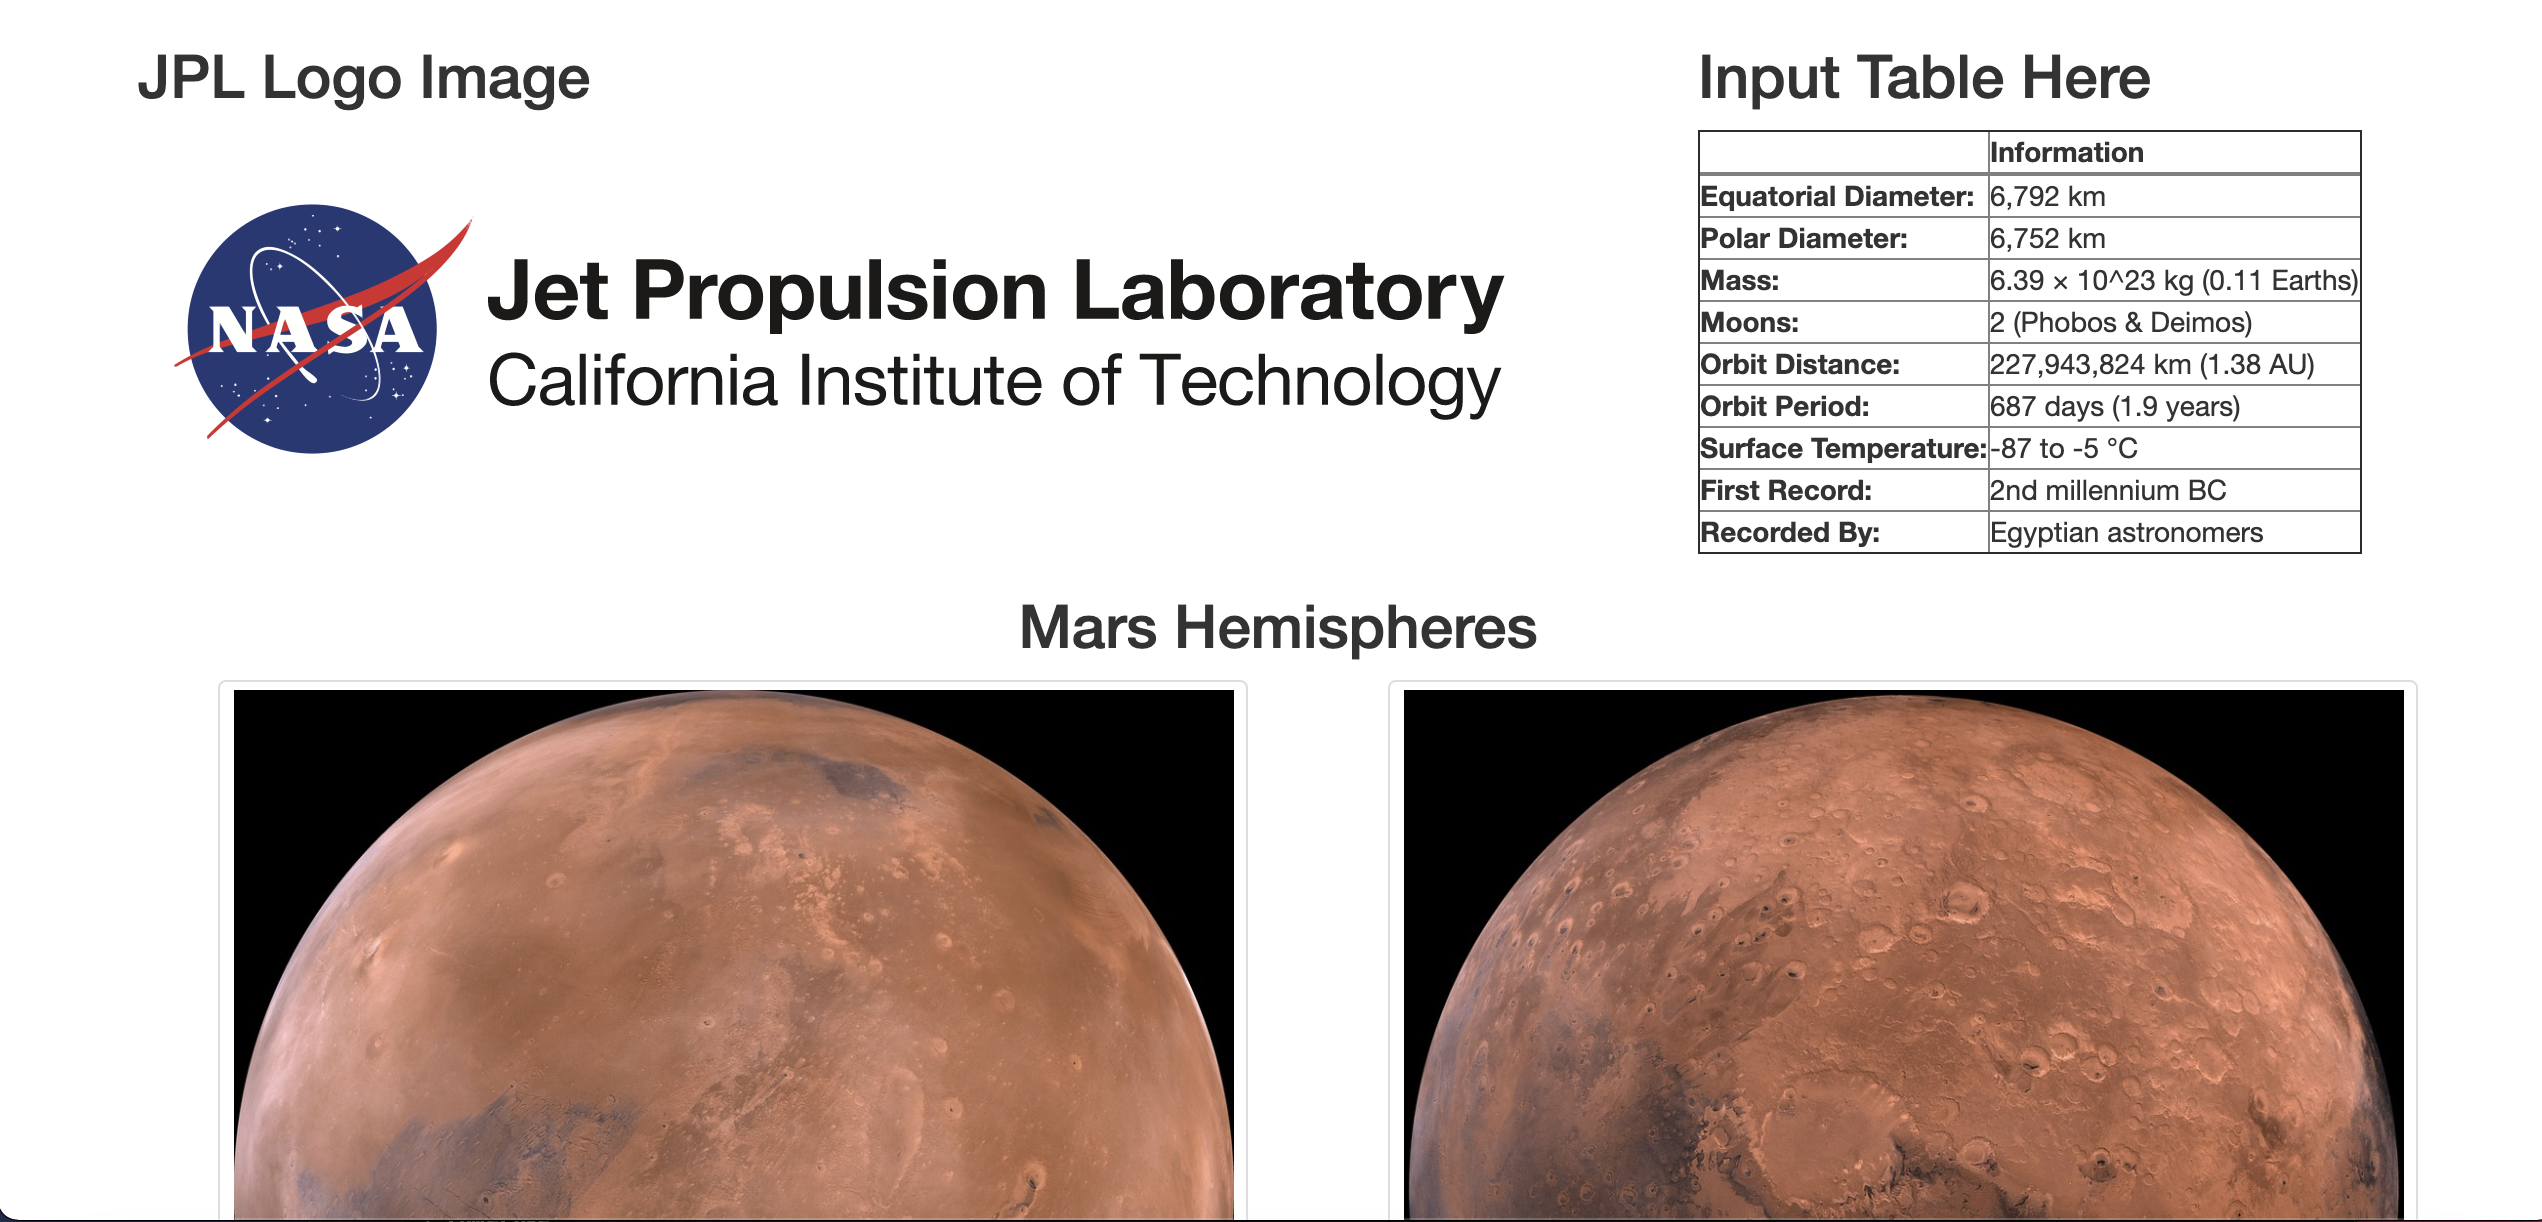 JPL Logo Image
NASA
Jet Propulsion Laboratory
California Institute of Technology
Input Table Here
Information
Equatorial Diameter: 6,792 km
Polar Diameter: 6,752 km
Mass: 6.39 × 10^23 kg (0.11 Earths)
Moons: 2 (Phobos & Deimos)
Orbit Distance: 227,943,824 km (1.38 AU)
Orbit Period: 687 days (1.9 years)
Surface Temperature: -87 to -5 °C
First Record: 2nd millennium BC
Recorded By: Egyptian astronomers
Mars Hemispheres